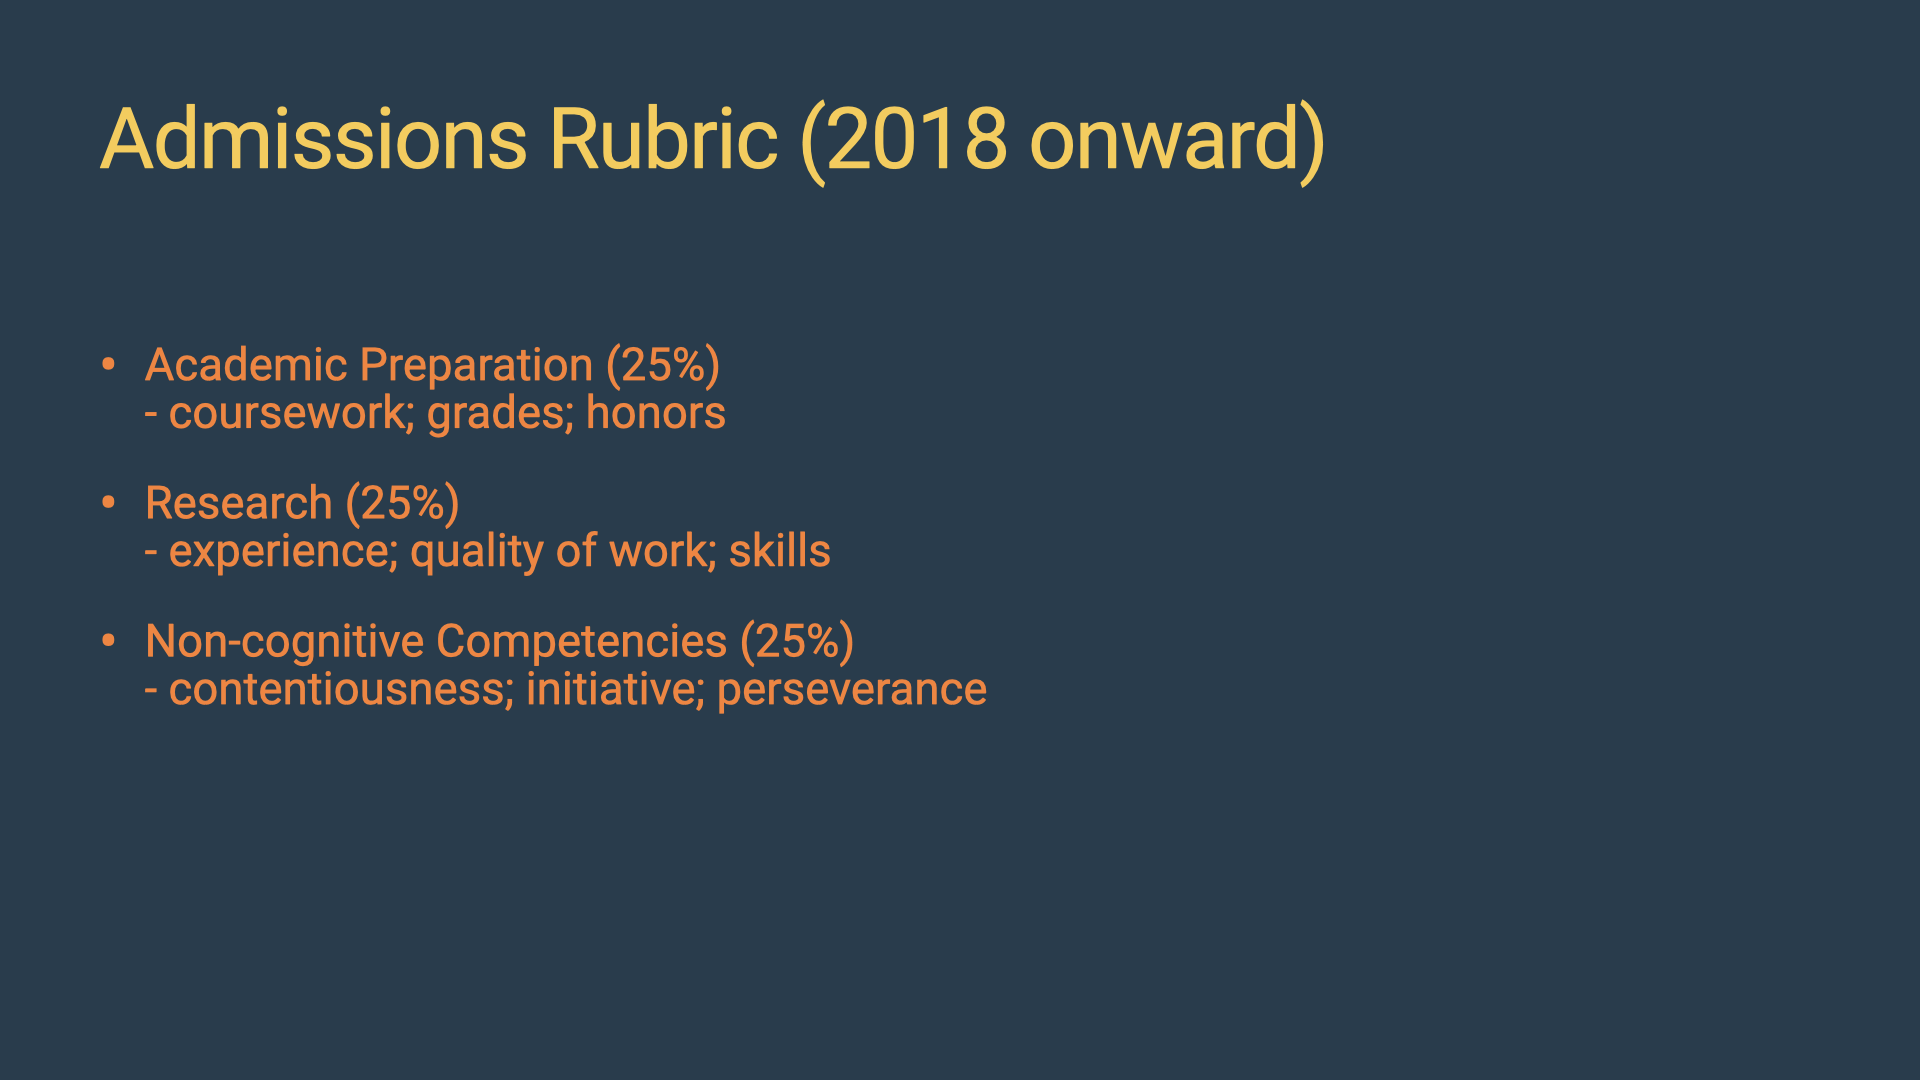 Admissions Rubric (2018 onward)
• Academic Preparation (25%)
- coursework; grades; honors
• Research (25%)
- experience; quality of work; skills
• Non-cognitive Competencies (25%)
- contentiousness; initiative; perseverance